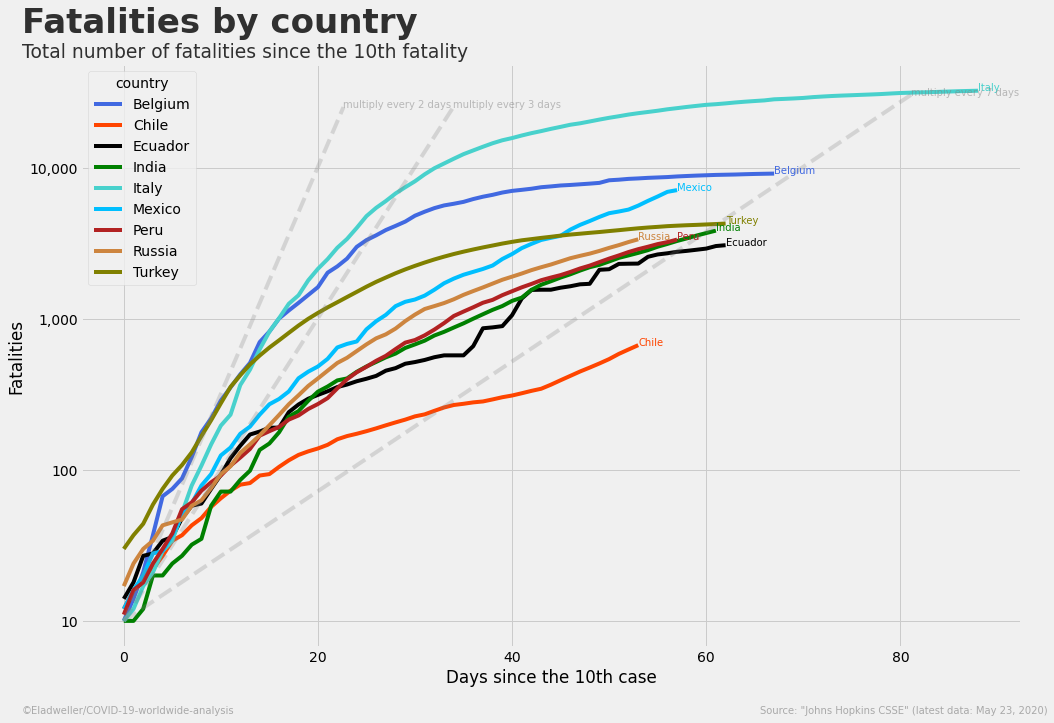 Fatalities by country
Total number of fatalities since the 10th fatality
country
Belgium
Chile
Ecuador
India
Italy
Mexico
Peru
Russia
Turkey
multiply every 2 days
multiply every 3 days
multiply every 7 days
Italy
Belgium
Mexico
Turkey
India
Russia
Peru
Ecuador
Chile
Fatalities
10,000
1,000
100
10
0
20
40
60
80
Days since the 10th case
©Eladweller/COVID-19-worldwide-analysis
Source: "Johns Hopkins CSSE" (latest data: May 23, 2020)